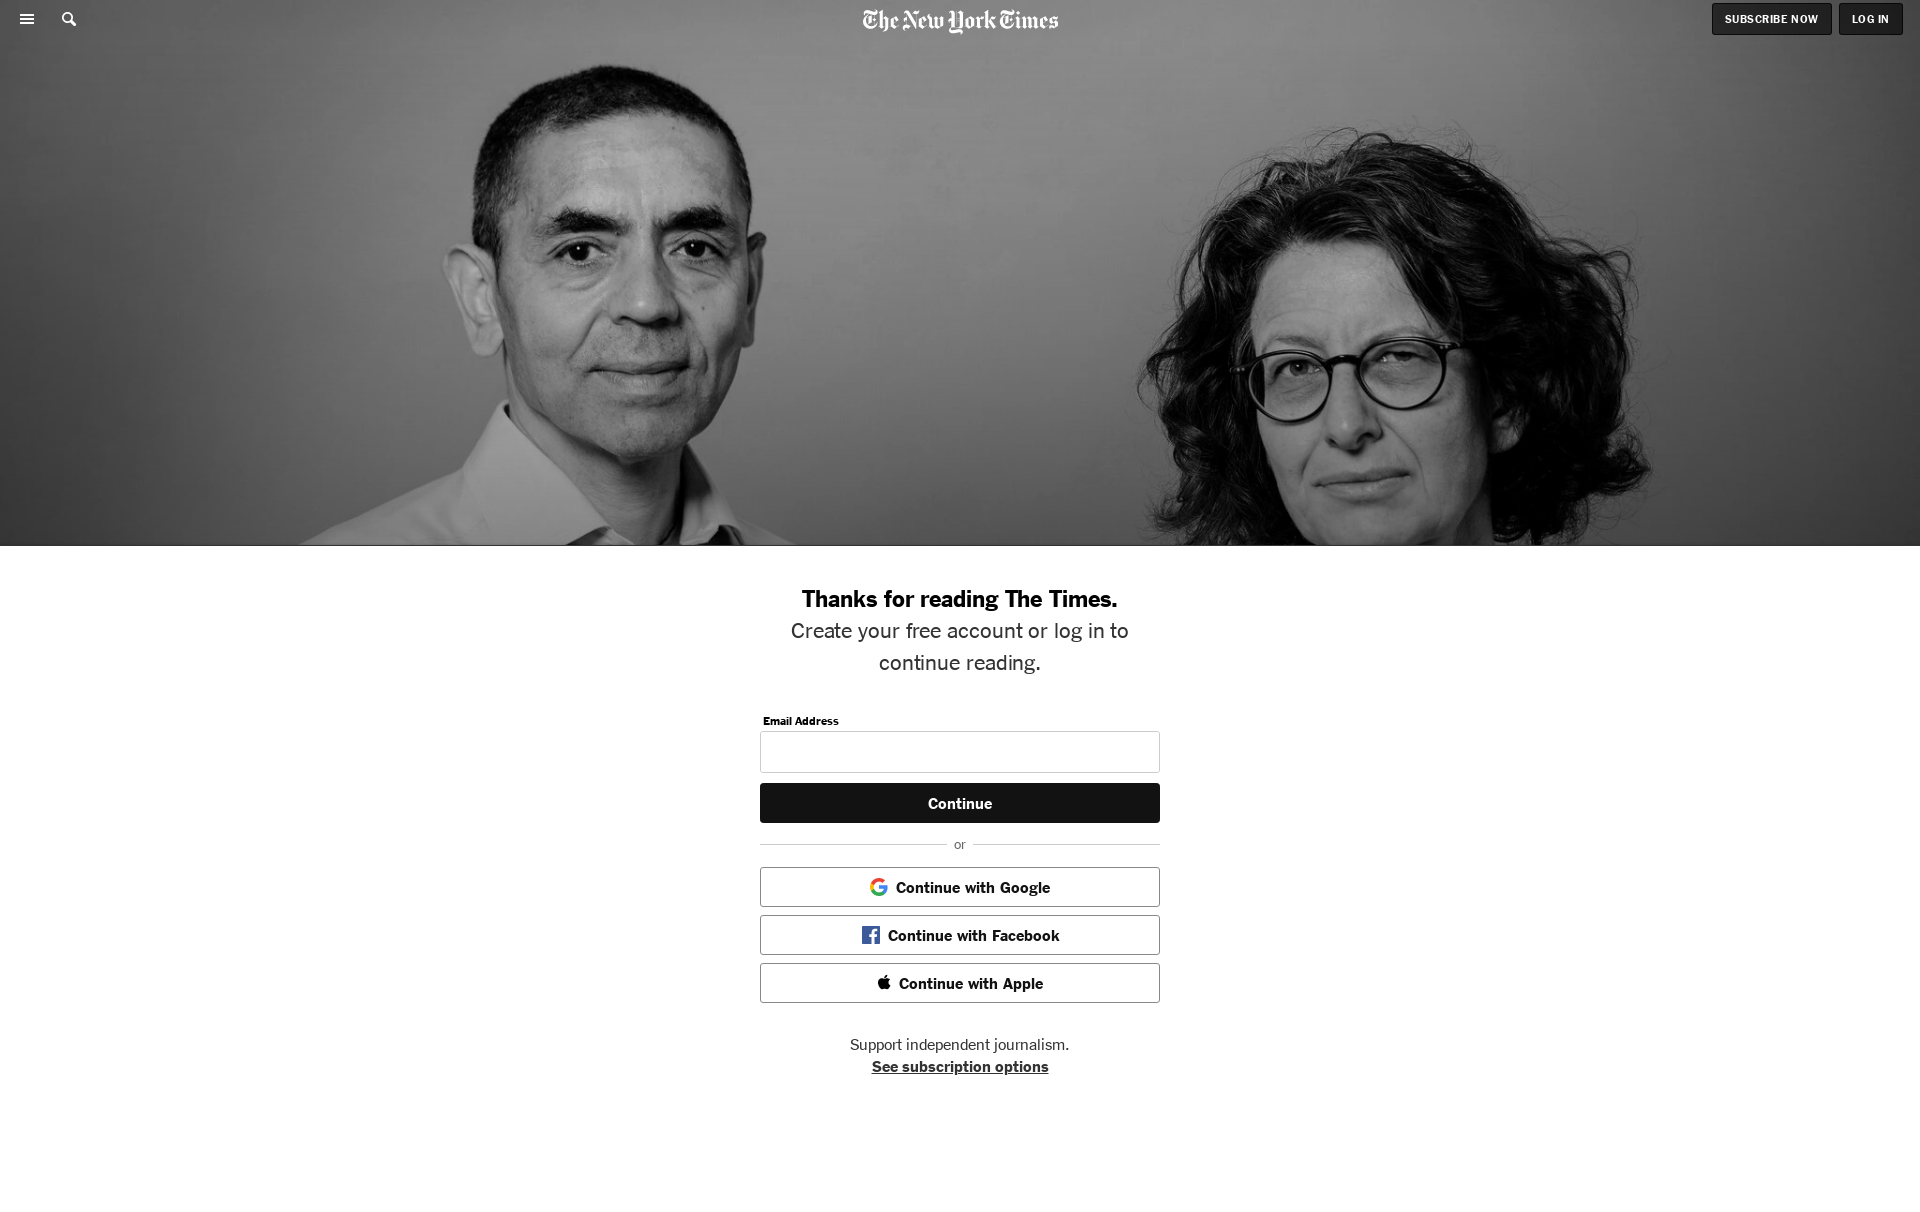 The New York Times
SUBSCRIBE NOW
LOG IN
Thanks for reading The Times.
Create your free account or log in to
continue reading.
Email Address
Continue
or
Continue with Google
Continue with Facebook
Continue with Apple
Support independent journalism.
See subscription options